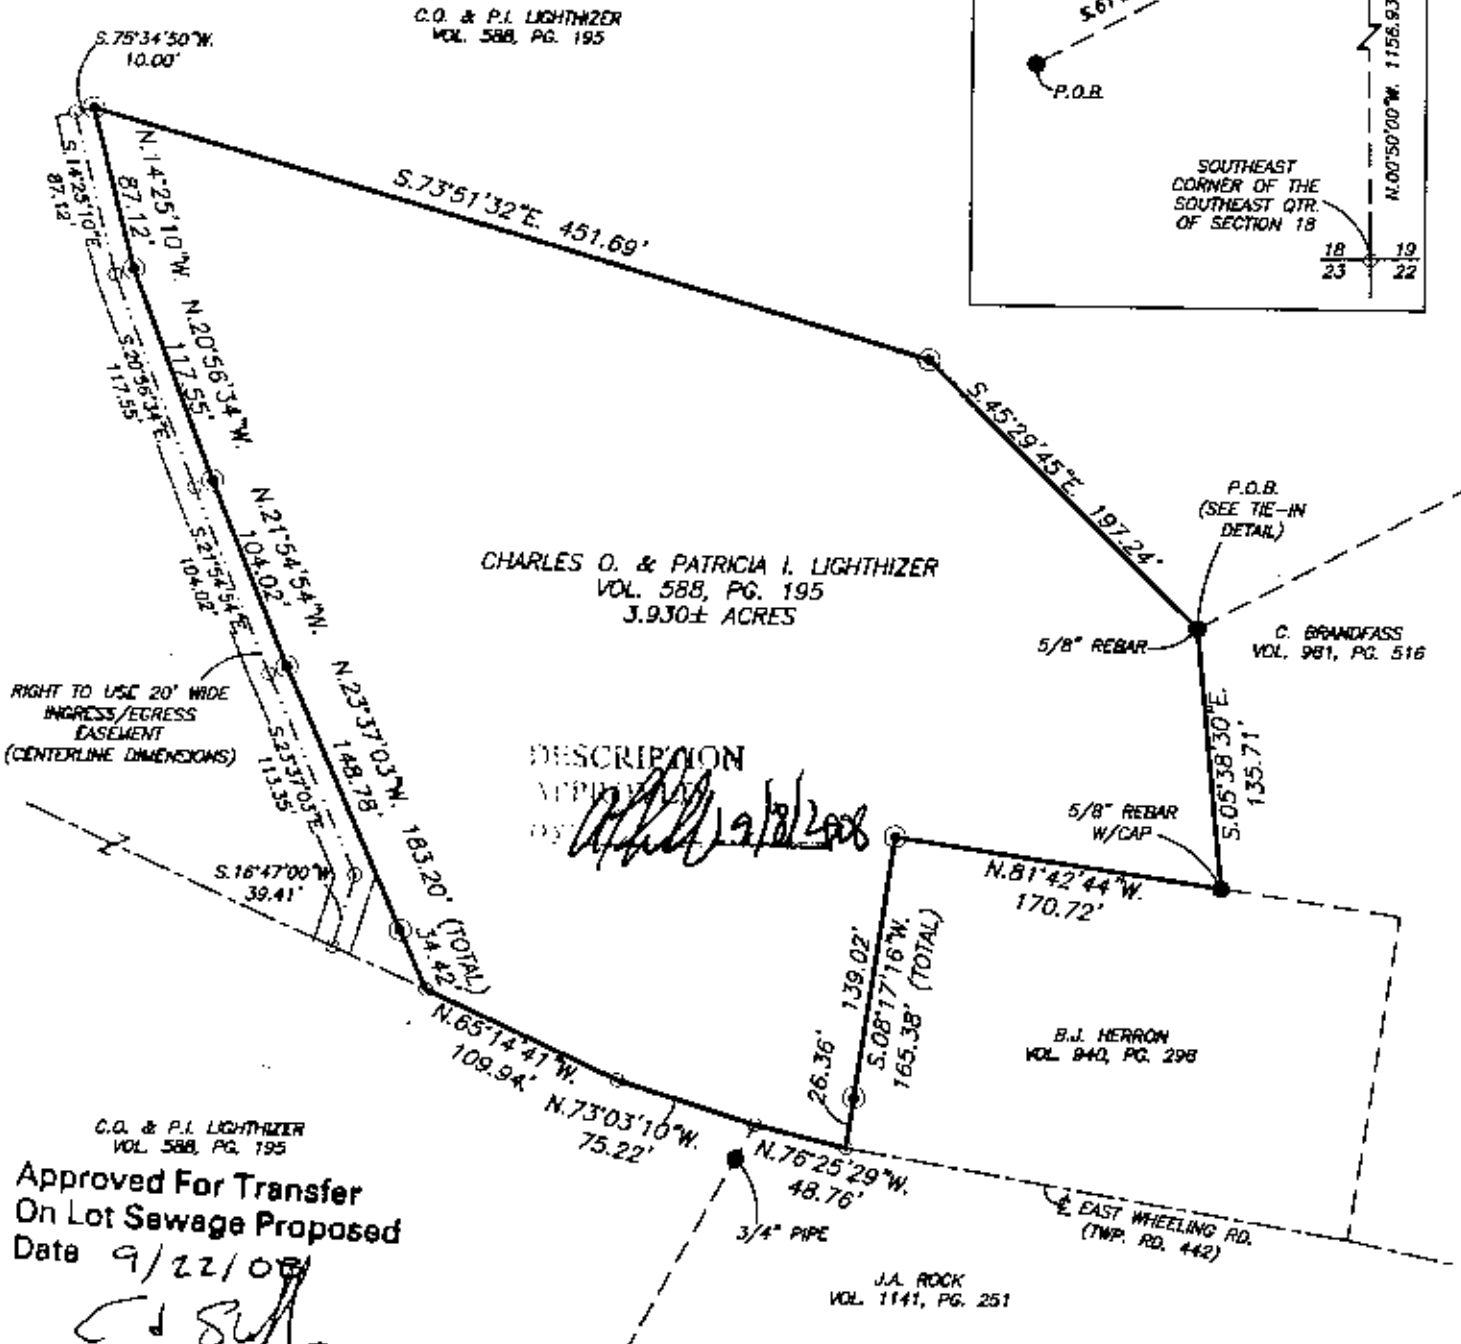 C.O. & P.I. LIGHTHIZER
VOL. 588, PG. 195
S.75°34'50"W.
10.00'
P.O.B.
N.00°50'00"W. 1156.93
SOUTHEAST
CORNER OF THE
SOUTHEAST QTR.
OF SECTION 18
18 19
23 22
N.14°25'10"W.
87.12'
S.14°25'10"E.
87.12'
S.73°51'32"E. 451.69'
N.20°56'34"W.
117.55'
S.20°56'34"E.
117.55'
S.45°29'45"E. 197.24'
P.O.B.
(SEE TIE-IN
DETAIL)
N.21°54'54"W.
104.02'
S.21°54'54"E.
104.02'
CHARLES O. & PATRICIA I. LIGHTHIZER
VOL. 588, PG. 195
3.930± ACRES
5/8" REBAR
C. BRANDFASS
VOL. 981, PG. 516
RIGHT TO USE 20' WIDE
INGRESS/EGRESS
EASEMENT
(CENTERLINE DIMENSIONS)
N.23°37'03"W. 183.20' (TOTAL)
148.78'
34.42'
S.23°37'03"E.
113.35'
S.05°38'30"E.
135.71'
DESCRIPTION
9/8/2008
5/8" REBAR
W/CAP
S.16°47'00"W.
39.41'
N.81°42'44"W.
170.72'
139.02'
26.36'
S.08°17'16"W.
165.38' (TOTAL)
N.65°14'41"W.
109.94'
B.J. HERRON
VOL. 940, PG. 296
N.73°03'10"W.
75.22'
N.76°25'29"W.
48.76'
3/4" PIPE
℄ EAST WHEELING RD.
(TWP. RD. 442)
C.O. & P.I. LIGHTHIZER
VOL. 588, PG. 195
Approved For Transfer
On Lot Sewage Proposed
Date 9/22/08
J.A. ROCK
VOL. 1141, PG. 251